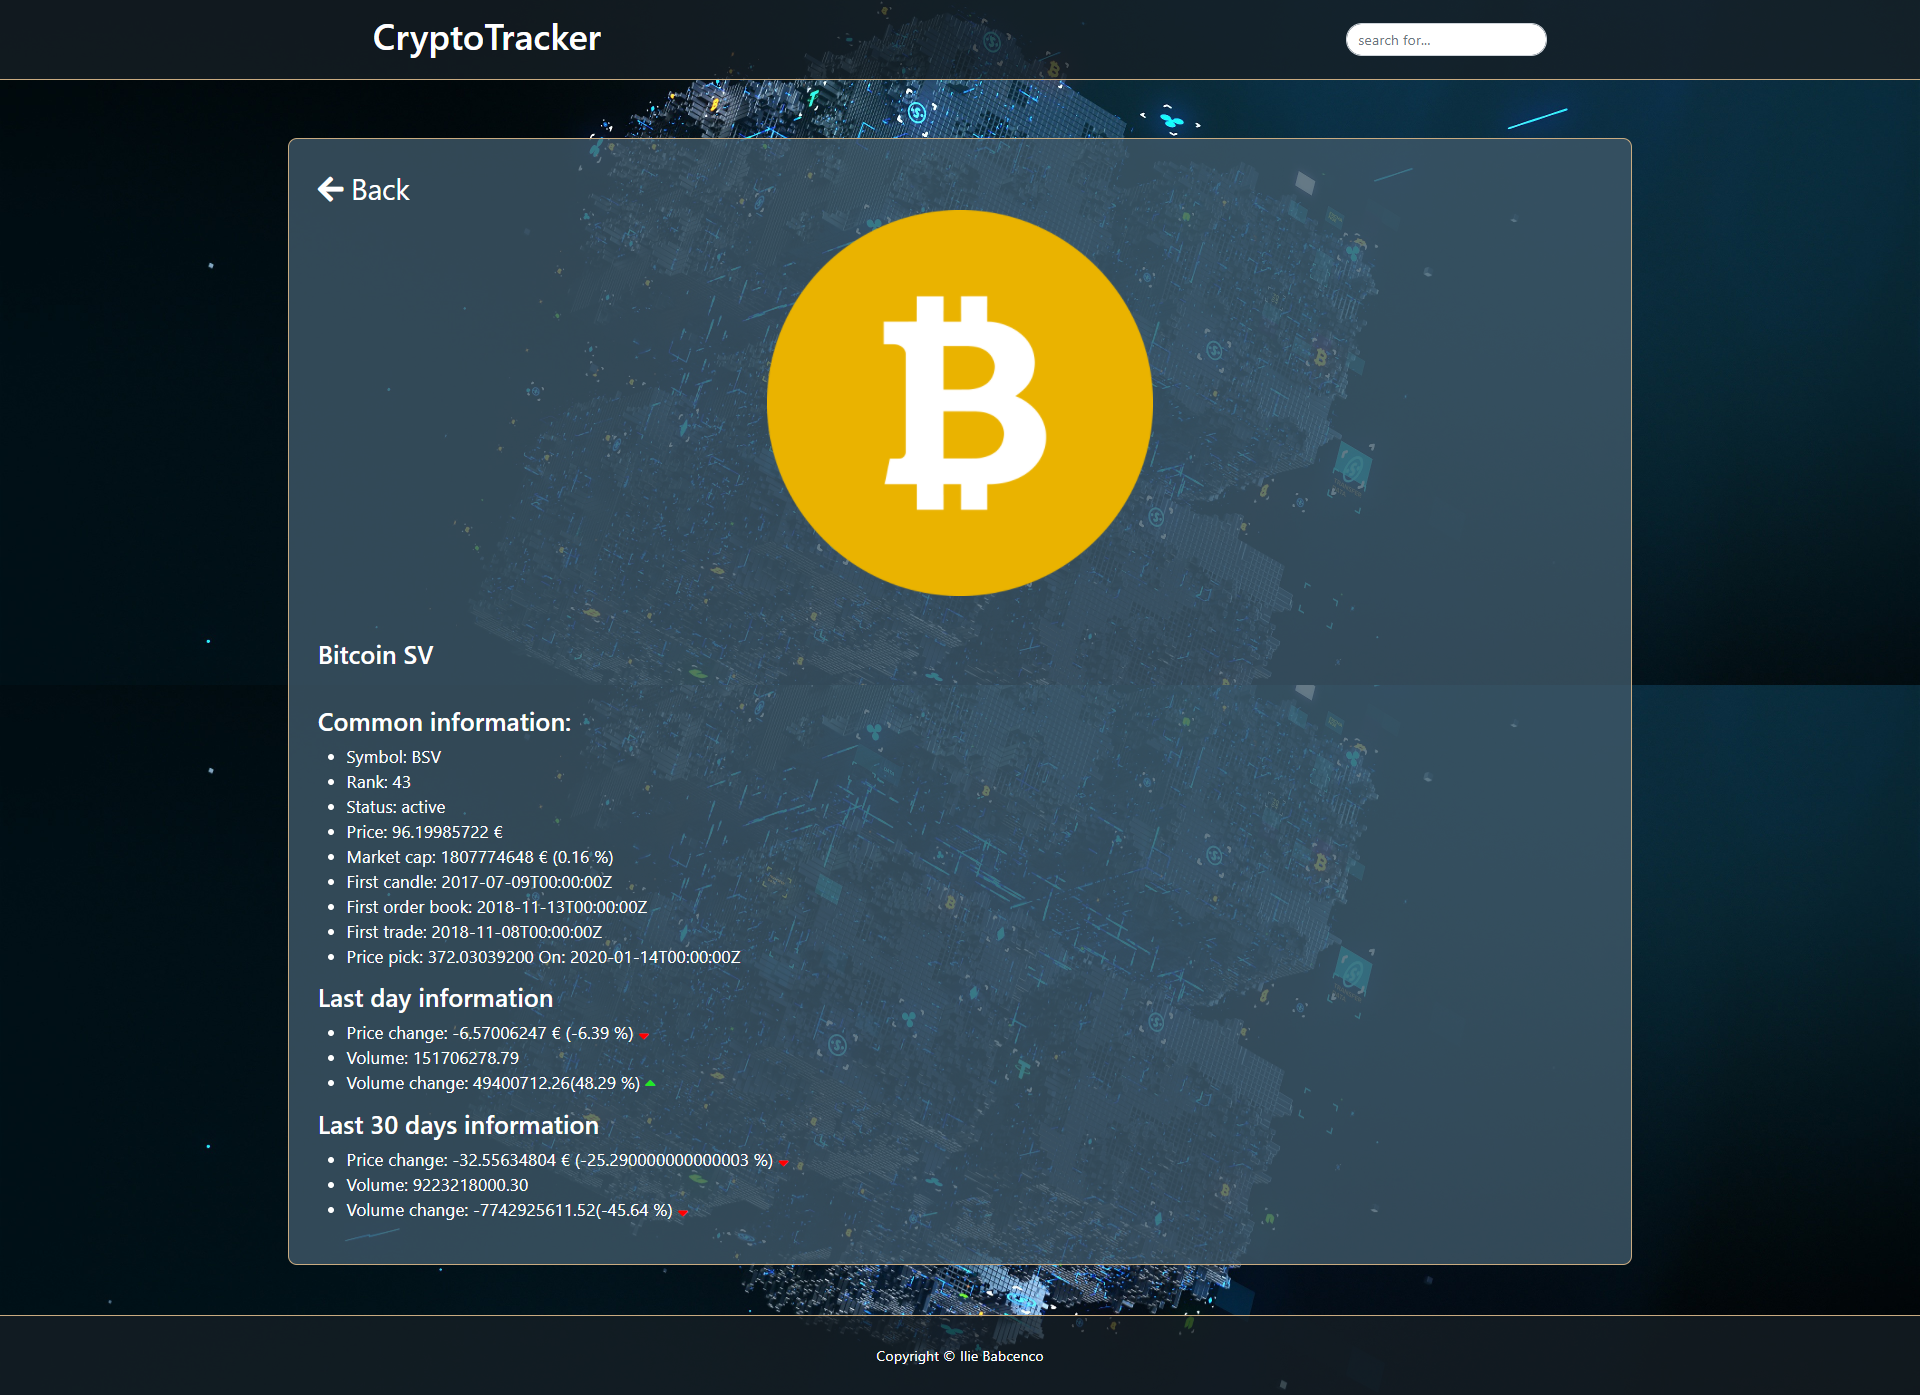 CryptoTracker
search for...
Back
Bitcoin SV
Common information:
Symbol: BSV
Rank: 43
Status: active
Price: 96.19985722 €
Market cap: 1807774648 € (0.16 %)
First candle: 2017-07-09T00:00:00Z
First order book: 2018-11-13T00:00:00Z
First trade: 2018-11-08T00:00:00Z
Price pick: 372.03039200 On: 2020-01-14T00:00:00Z
Last day information
Price change: -6.57006247 € (-6.39 %)
Volume: 151706278.79
Volume change: 49400712.26(48.29 %)
Last 30 days information
Price change: -32.55634804 € (-25.290000000000003 %)
Volume: 9223218000.30
Volume change: -7742925611.52(-45.64 %)
Copyright © Ilie Babcenco